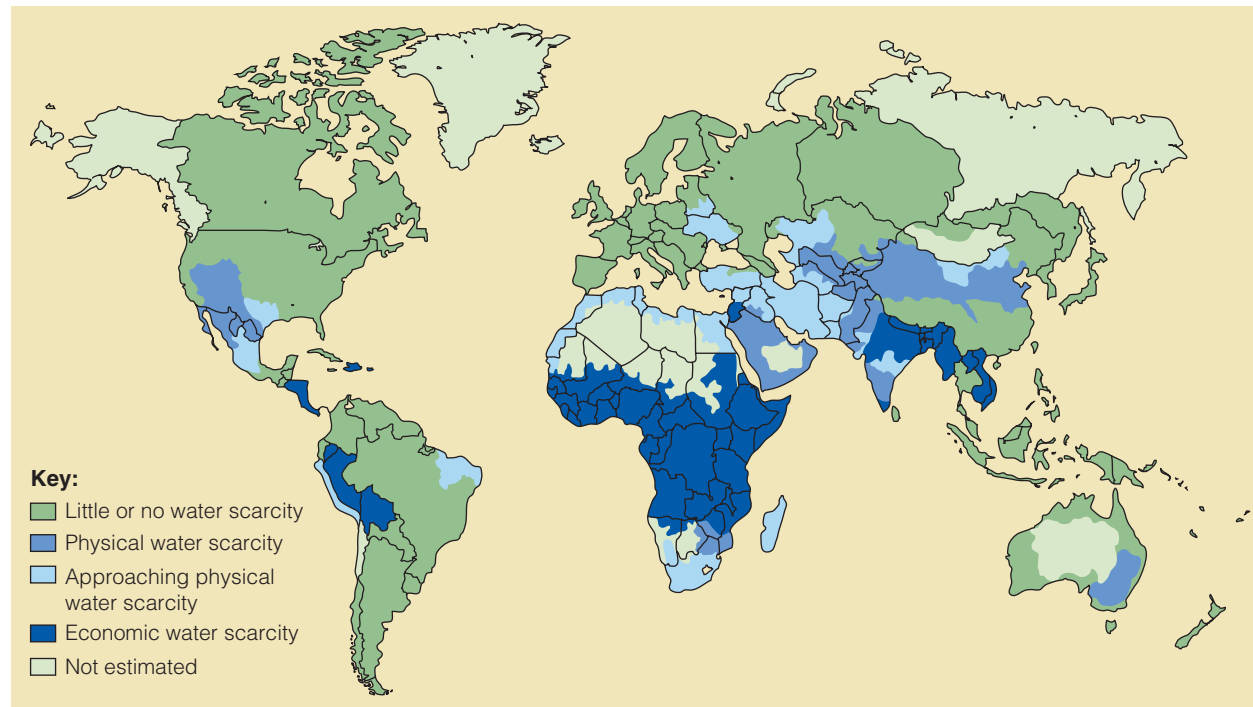 Key:
Little or no water scarcity
Physical water scarcity
Approaching physical
water scarcity
Economic water scarcity
Not estimated